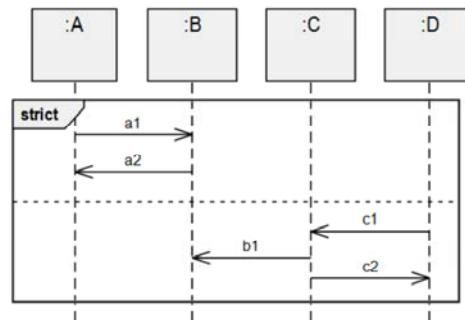 :A :B :C :D
strict
a1
a2
c1
b1
c2